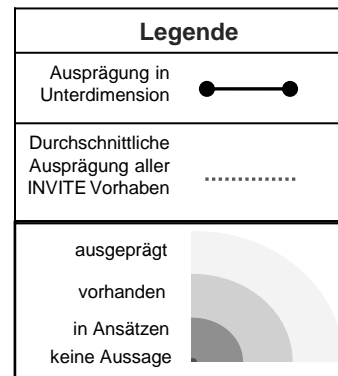 Legende
Ausprägung in
Unterdimension
Durchschnittliche
Ausprägung aller
INVITE Vorhaben
ausgeprägt
vorhanden
in Ansätzen
keine Aussage